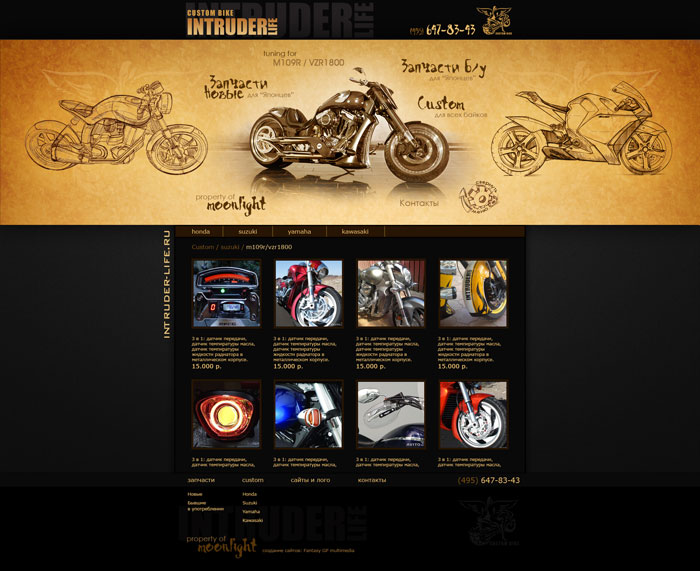 CUSTOM BIKE
INTRUDER LIFE
INTRUDER LIFE
647-83-43
tuning for
M109R / VZR1800
Запчасти
новые для "Японцев"
Запчасти б/у
для "Японцев"
Custom
для всех байков
property of
moonlight
Контакты
INTRUDER-LIFE.RU
honda suzuki yamaha kawasaki
Custom / suzuki / m109r/vzr1800
3 в 1: датчик передачи,
датчик температуры масла,
датчик температуры
жидкости радиатора в
металлическом корпусе.
15.000 р.
3 в 1: датчик передачи,
датчик температуры масла,
датчик температуры
жидкости радиатора в
металлическом корпусе.
15.000 р.
3 в 1: датчик передачи,
датчик температуры масла,
датчик температуры
жидкости радиатора в
металлическом корпусе.
15.000 р.
3 в 1: датчик передачи,
датчик температуры масла,
датчик температуры
жидкости радиатора в
металлическом корпусе.
15.000 р.
3 в 1: датчик передачи,
датчик температуры масла,
3 в 1: датчик передачи,
датчик температуры масла,
3 в 1: датчик передачи,
датчик температуры масла,
3 в 1: датчик передачи,
датчик температуры масла,
запчасти custom сайты и лого контакты (495) 647-83-43
Новые
Бывшие
в употреблении
Honda
Suzuki
Yamaha
Kawasaki
INTRUDER LIFE
property of
moonlight
создание сайтов: Fantasy GF multimedia